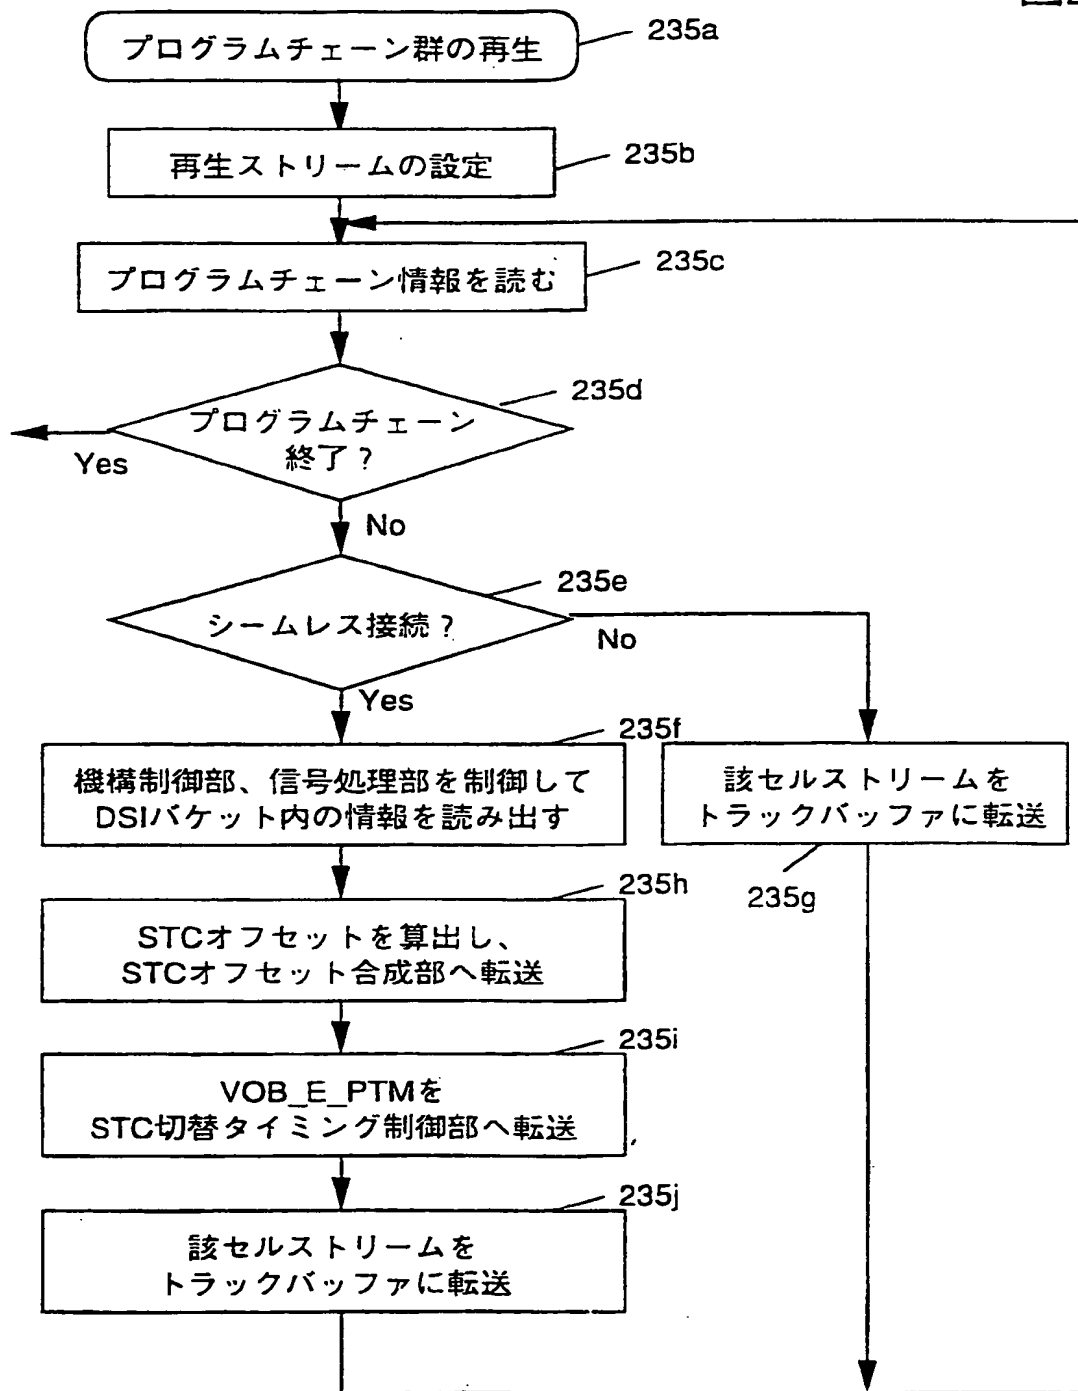 プログラムチェーン群の再生
235a
再生ストリームの設定
235b
プログラムチェーン情報を読む
235c
プログラムチェーン
終了?
235d
Yes
No
シームレス接続?
235e
No
Yes
機構制御部、信号処理部を制御して
DSIパケット内の情報を読み出す
235f
該セルストリームを
トラックバッファに転送
235g
STCオフセットを算出し、
STCオフセット合成部へ転送
235h
VOB_E_PTMを
STC切替タイミング制御部へ転送
235i
該セルストリームを
トラックバッファに転送
235j